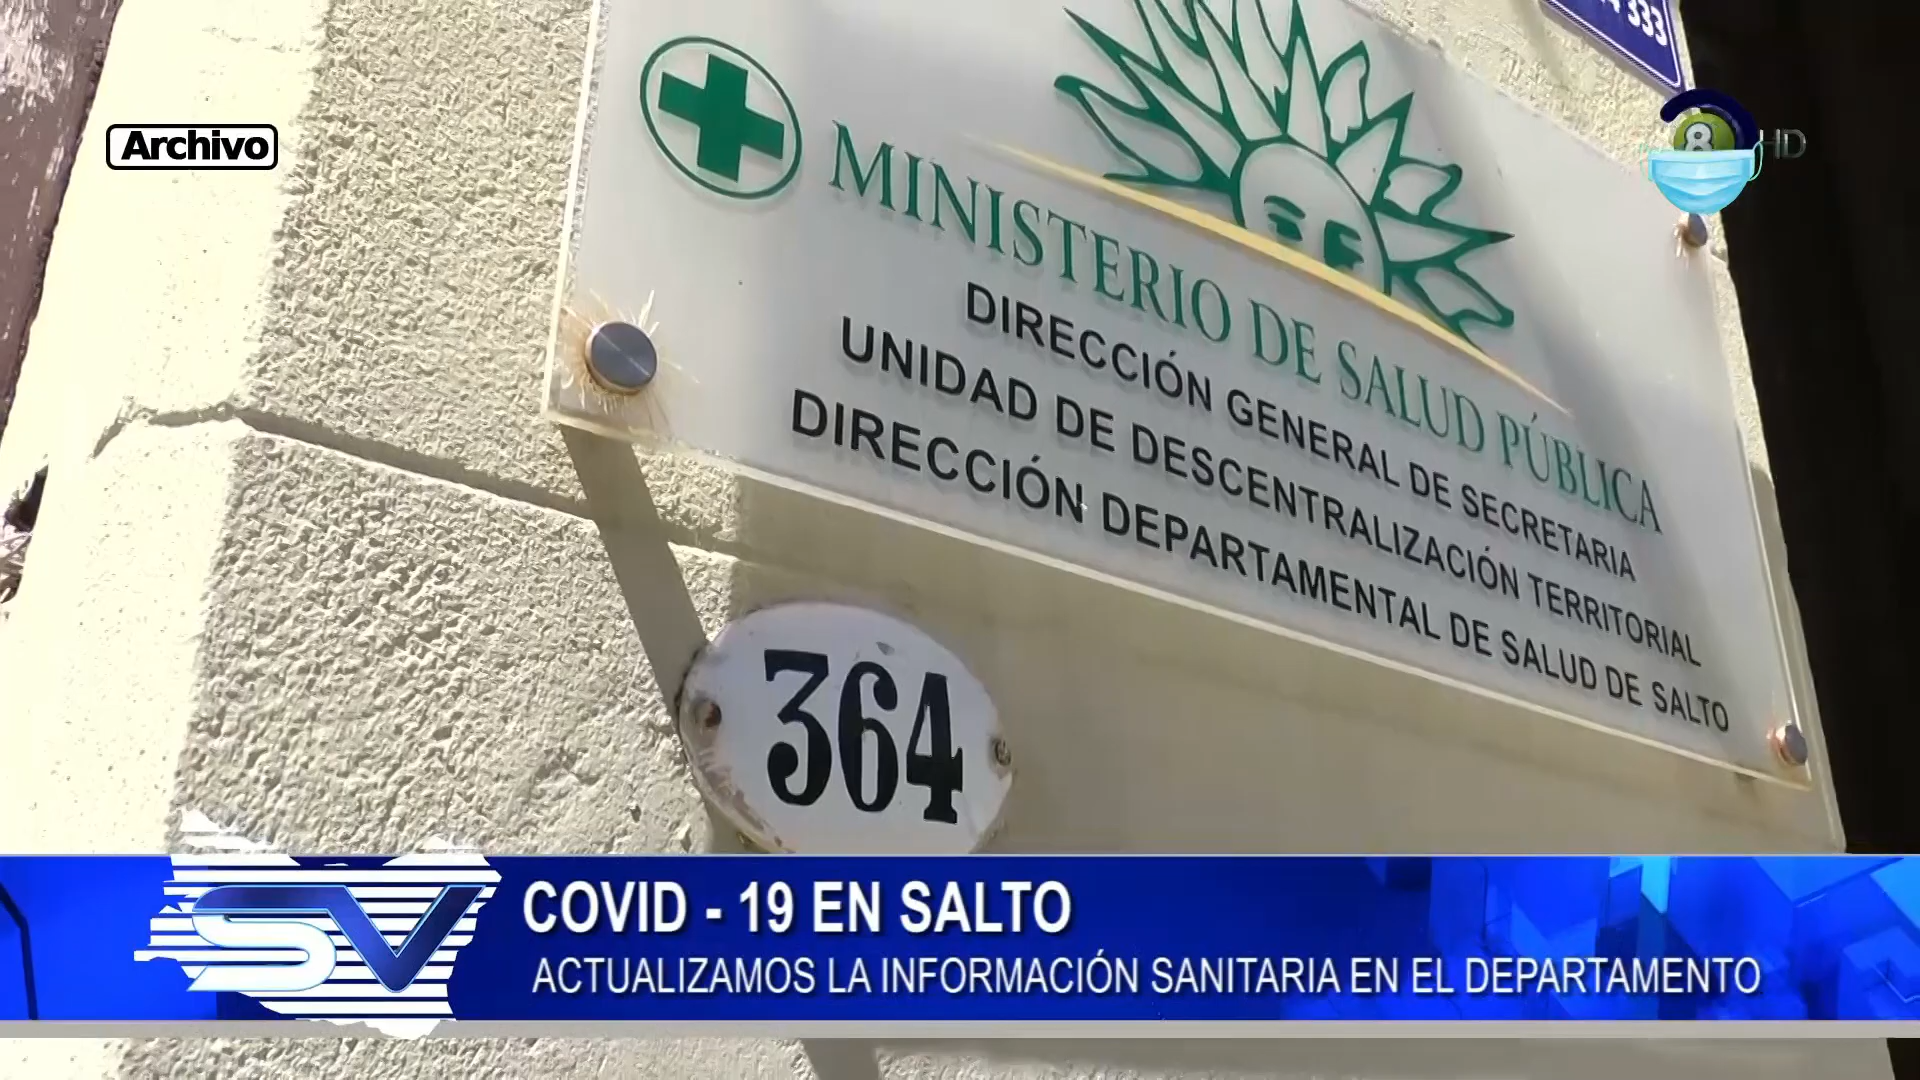 333
Archivo
8 HD
MINISTERIO DE SALUD PÚBLICA
DIRECCIÓN GENERAL DE SECRETARIA
UNIDAD DE DESCENTRALIZACIÓN TERRITORIAL
DIRECCIÓN DEPARTAMENTAL DE SALUD DE SALTO
364
SV
COVID - 19 EN SALTO
ACTUALIZAMOS LA INFORMACIÓN SANITARIA EN EL DEPARTAMENTO